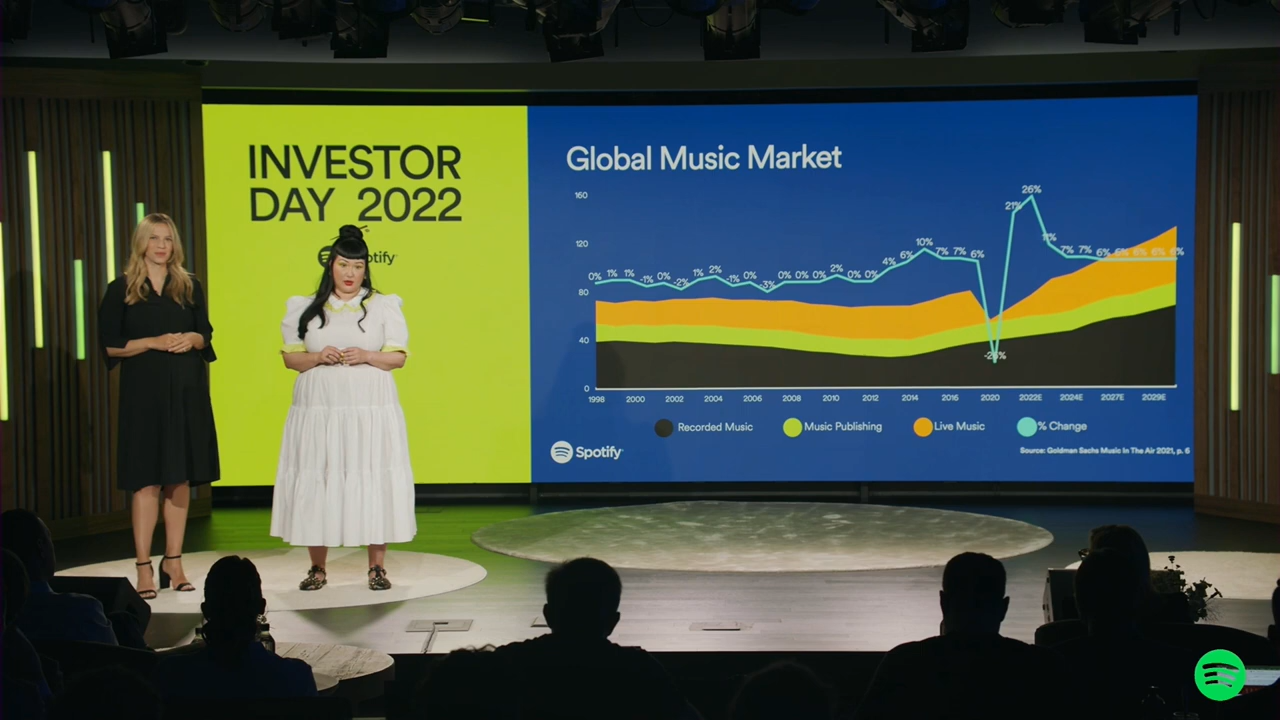 INVESTOR
DAY 2022
Global Music Market
160
120
80
40
0
0% 1% 1% -1% 0% -2% 1% 2% -1% 0% -3% 0% 0% 0% 2% 0% 0% 4% 6% 10% 7% 7% 6% 21% 26% 7% 7% 6% 6% 6% 6% 6%
1998 2000 2002 2004 2006 2008 2010 2012 2014 2016 2020 2022E 2024E 2027E 2029E
Recorded Music Music Publishing Live Music % Change
Spotify
Source: Goldman Sachs Music In The Air 2021, p. 6